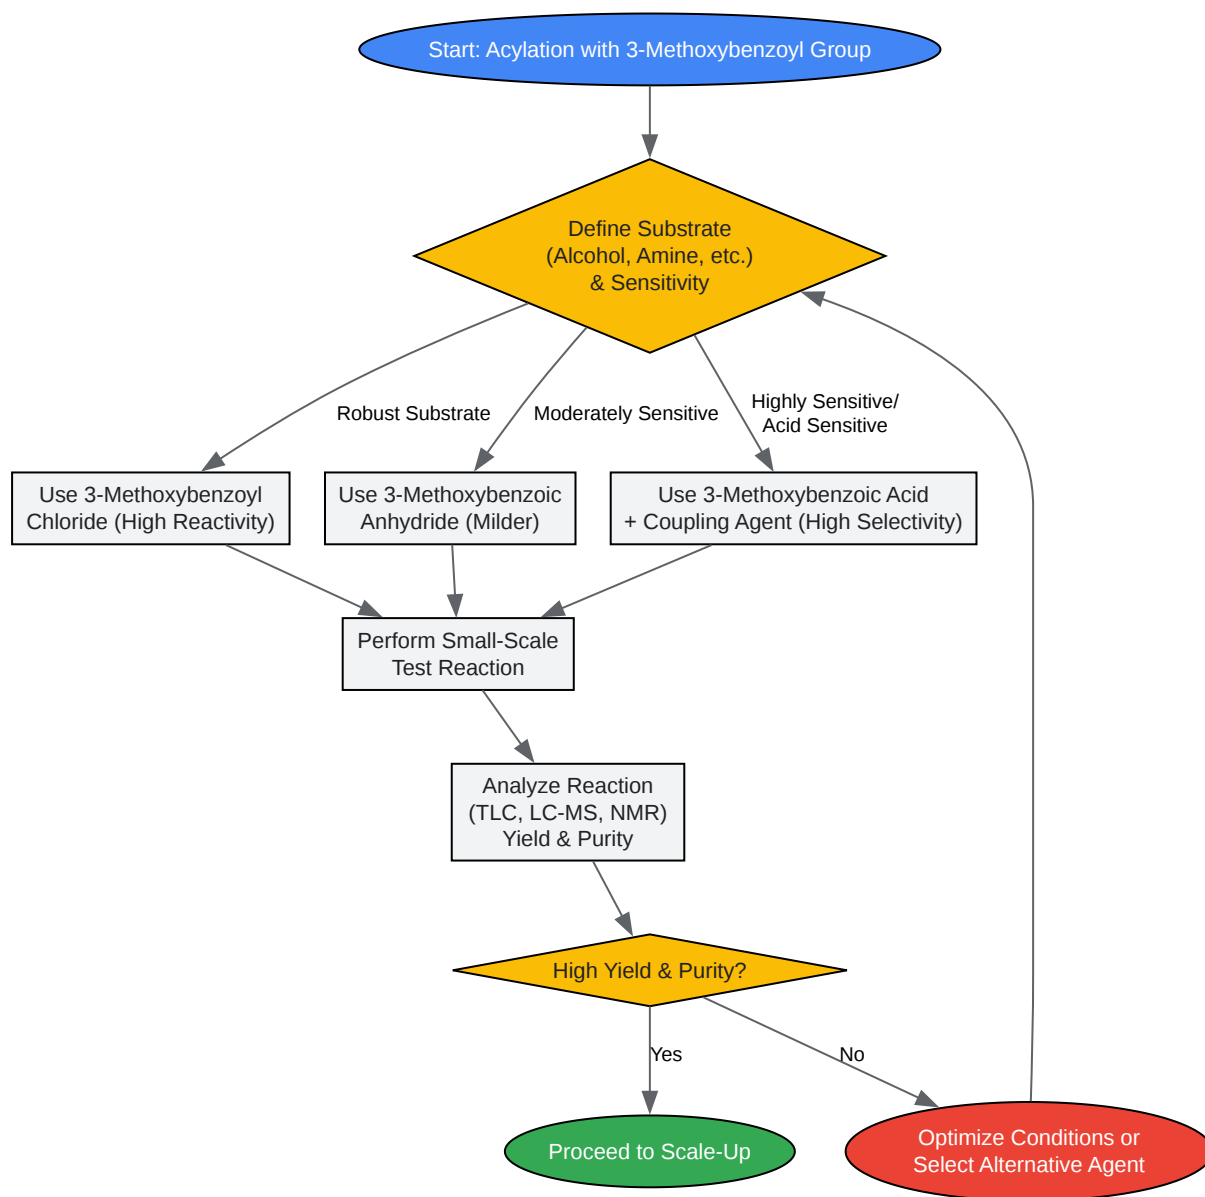 Start: Acylation with 3-Methoxybenzoyl Group
Define Substrate
(Alcohol, Amine, etc.)
& Sensitivity
Robust Substrate
Moderately Sensitive
Highly Sensitive/
Acid Sensitive
Use 3-Methoxybenzoyl
Chloride (High Reactivity)
Use 3-Methoxybenzoic
Anhydride (Milder)
Use 3-Methoxybenzoic Acid
+ Coupling Agent (High Selectivity)
Perform Small-Scale
Test Reaction
Analyze Reaction
(TLC, LC-MS, NMR)
Yield & Purity
High Yield & Purity?
Yes
No
Proceed to Scale-Up
Optimize Conditions or
Select Alternative Agent